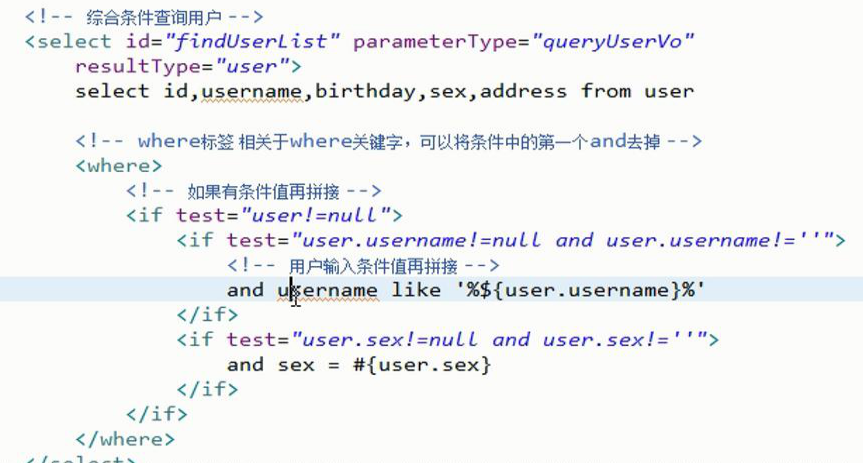 <!-- 综合条件查询用户 -->
<select id="findUserList" parameterType="queryUserVo"
resultType="user">
select id,username,birthday,sex,address from user
<!-- where标签 相关于where关键字，可以将条件中的第一个and去掉 -->
<where>
<!-- 如果有条件值再拼接 -->
<if test="user!=null">
<if test="user.username!=null and user.username!=''">
<!-- 用户输入条件值再拼接 -->
and username like '%${user.username}%'
</if>
<if test="user.sex!=null and user.sex!=''">
and sex = #{user.sex}
</if>
</if>
</where>
</select>